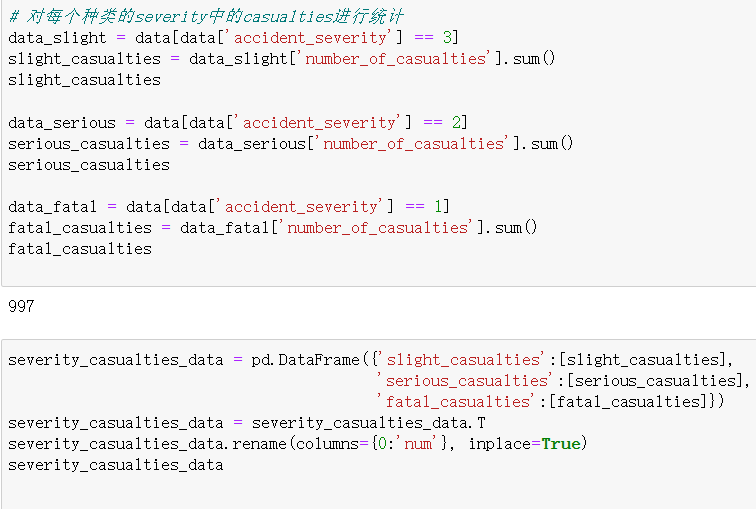 # 对每个种类的severity中的casualties进行统计
data_slight = data[data['accident_severity'] == 3]
slight_casualties = data_slight['number_of_casualties'].sum()
slight_casualties

data_serious = data[data['accident_severity'] == 2]
serious_casualties = data_serious['number_of_casualties'].sum()
serious_casualties

data_fatal = data[data['accident_severity'] == 1]
fatal_casualties = data_fatal['number_of_casualties'].sum()
fatal_casualties

997

severity_casualties_data = pd.DataFrame({'slight_casualties':[slight_casualties],
'serious_casualties':[serious_casualties],
'fatal_casualties':[fatal_casualties]})
severity_casualties_data = severity_casualties_data.T
severity_casualties_data.rename(columns={0:'num'}, inplace=True)
severity_casualties_data